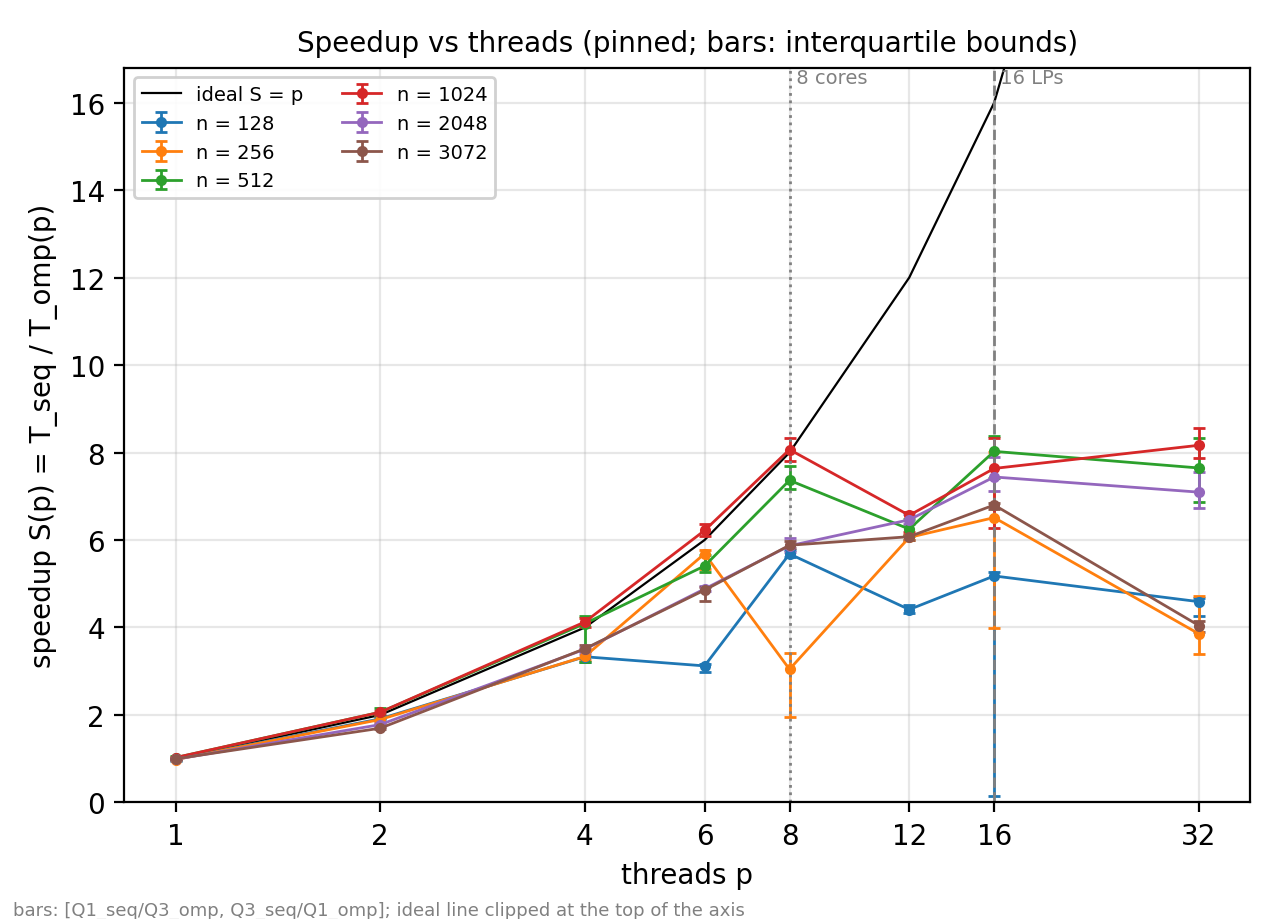 Speedup vs threads (pinned; bars: interquartile bounds)
8 cores
16 LPs
ideal S = p
n = 128
n = 256
n = 512
n = 1024
n = 2048
n = 3072
speedup S(p) = T_seq / T_omp(p)
16
14
12
10
8
6
4
2
0
1 2 4 6 8 12 16 32
threads p
bars: [Q1_seq/Q3_omp, Q3_seq/Q1_omp]; ideal line clipped at the top of the axis